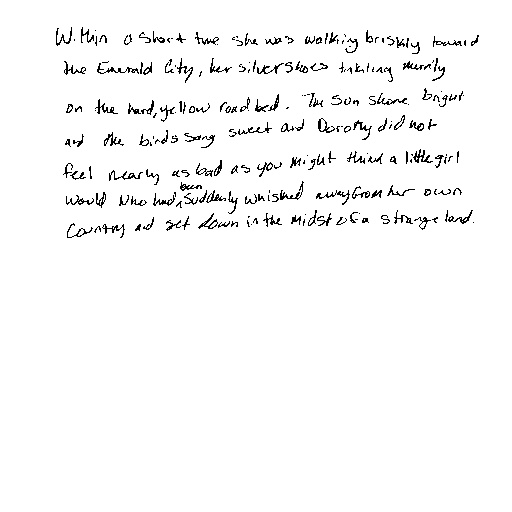 Within a short time she was walking briskly toward
the Emerald City, her silver shoes tinkling merrily
on the hard, yellow road bed. The sun shone bright
and the birds sang sweet and Dorothy did not
feel nearly as bad as you might think a little girl
would who had been suddenly whisked away from her own
country and set down in the midst of a strange land.